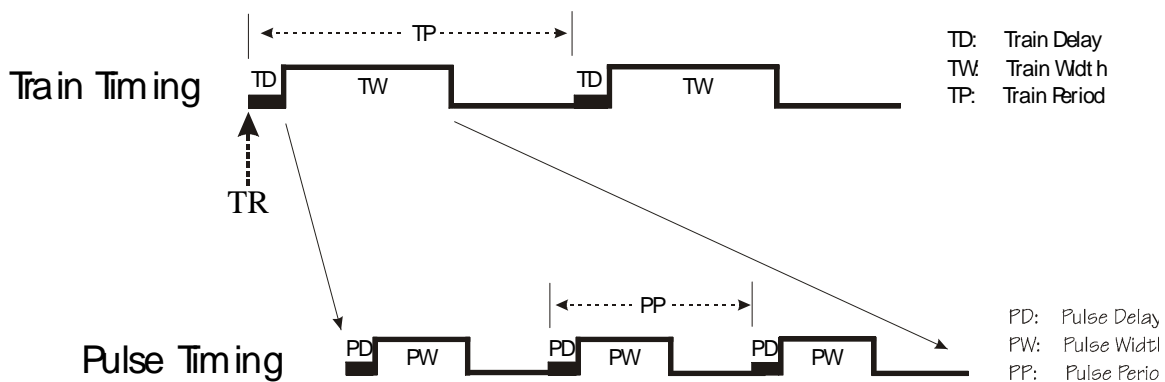 TP
TD: Train Delay
TD TW TD TW
TW: Train Width
Train Timing
TP: Train Period
TR
PP
PD: Pulse Delay
PD PW PD PW PD PW
PW: Pulse Width
Pulse Timing
PP: Pulse Perio